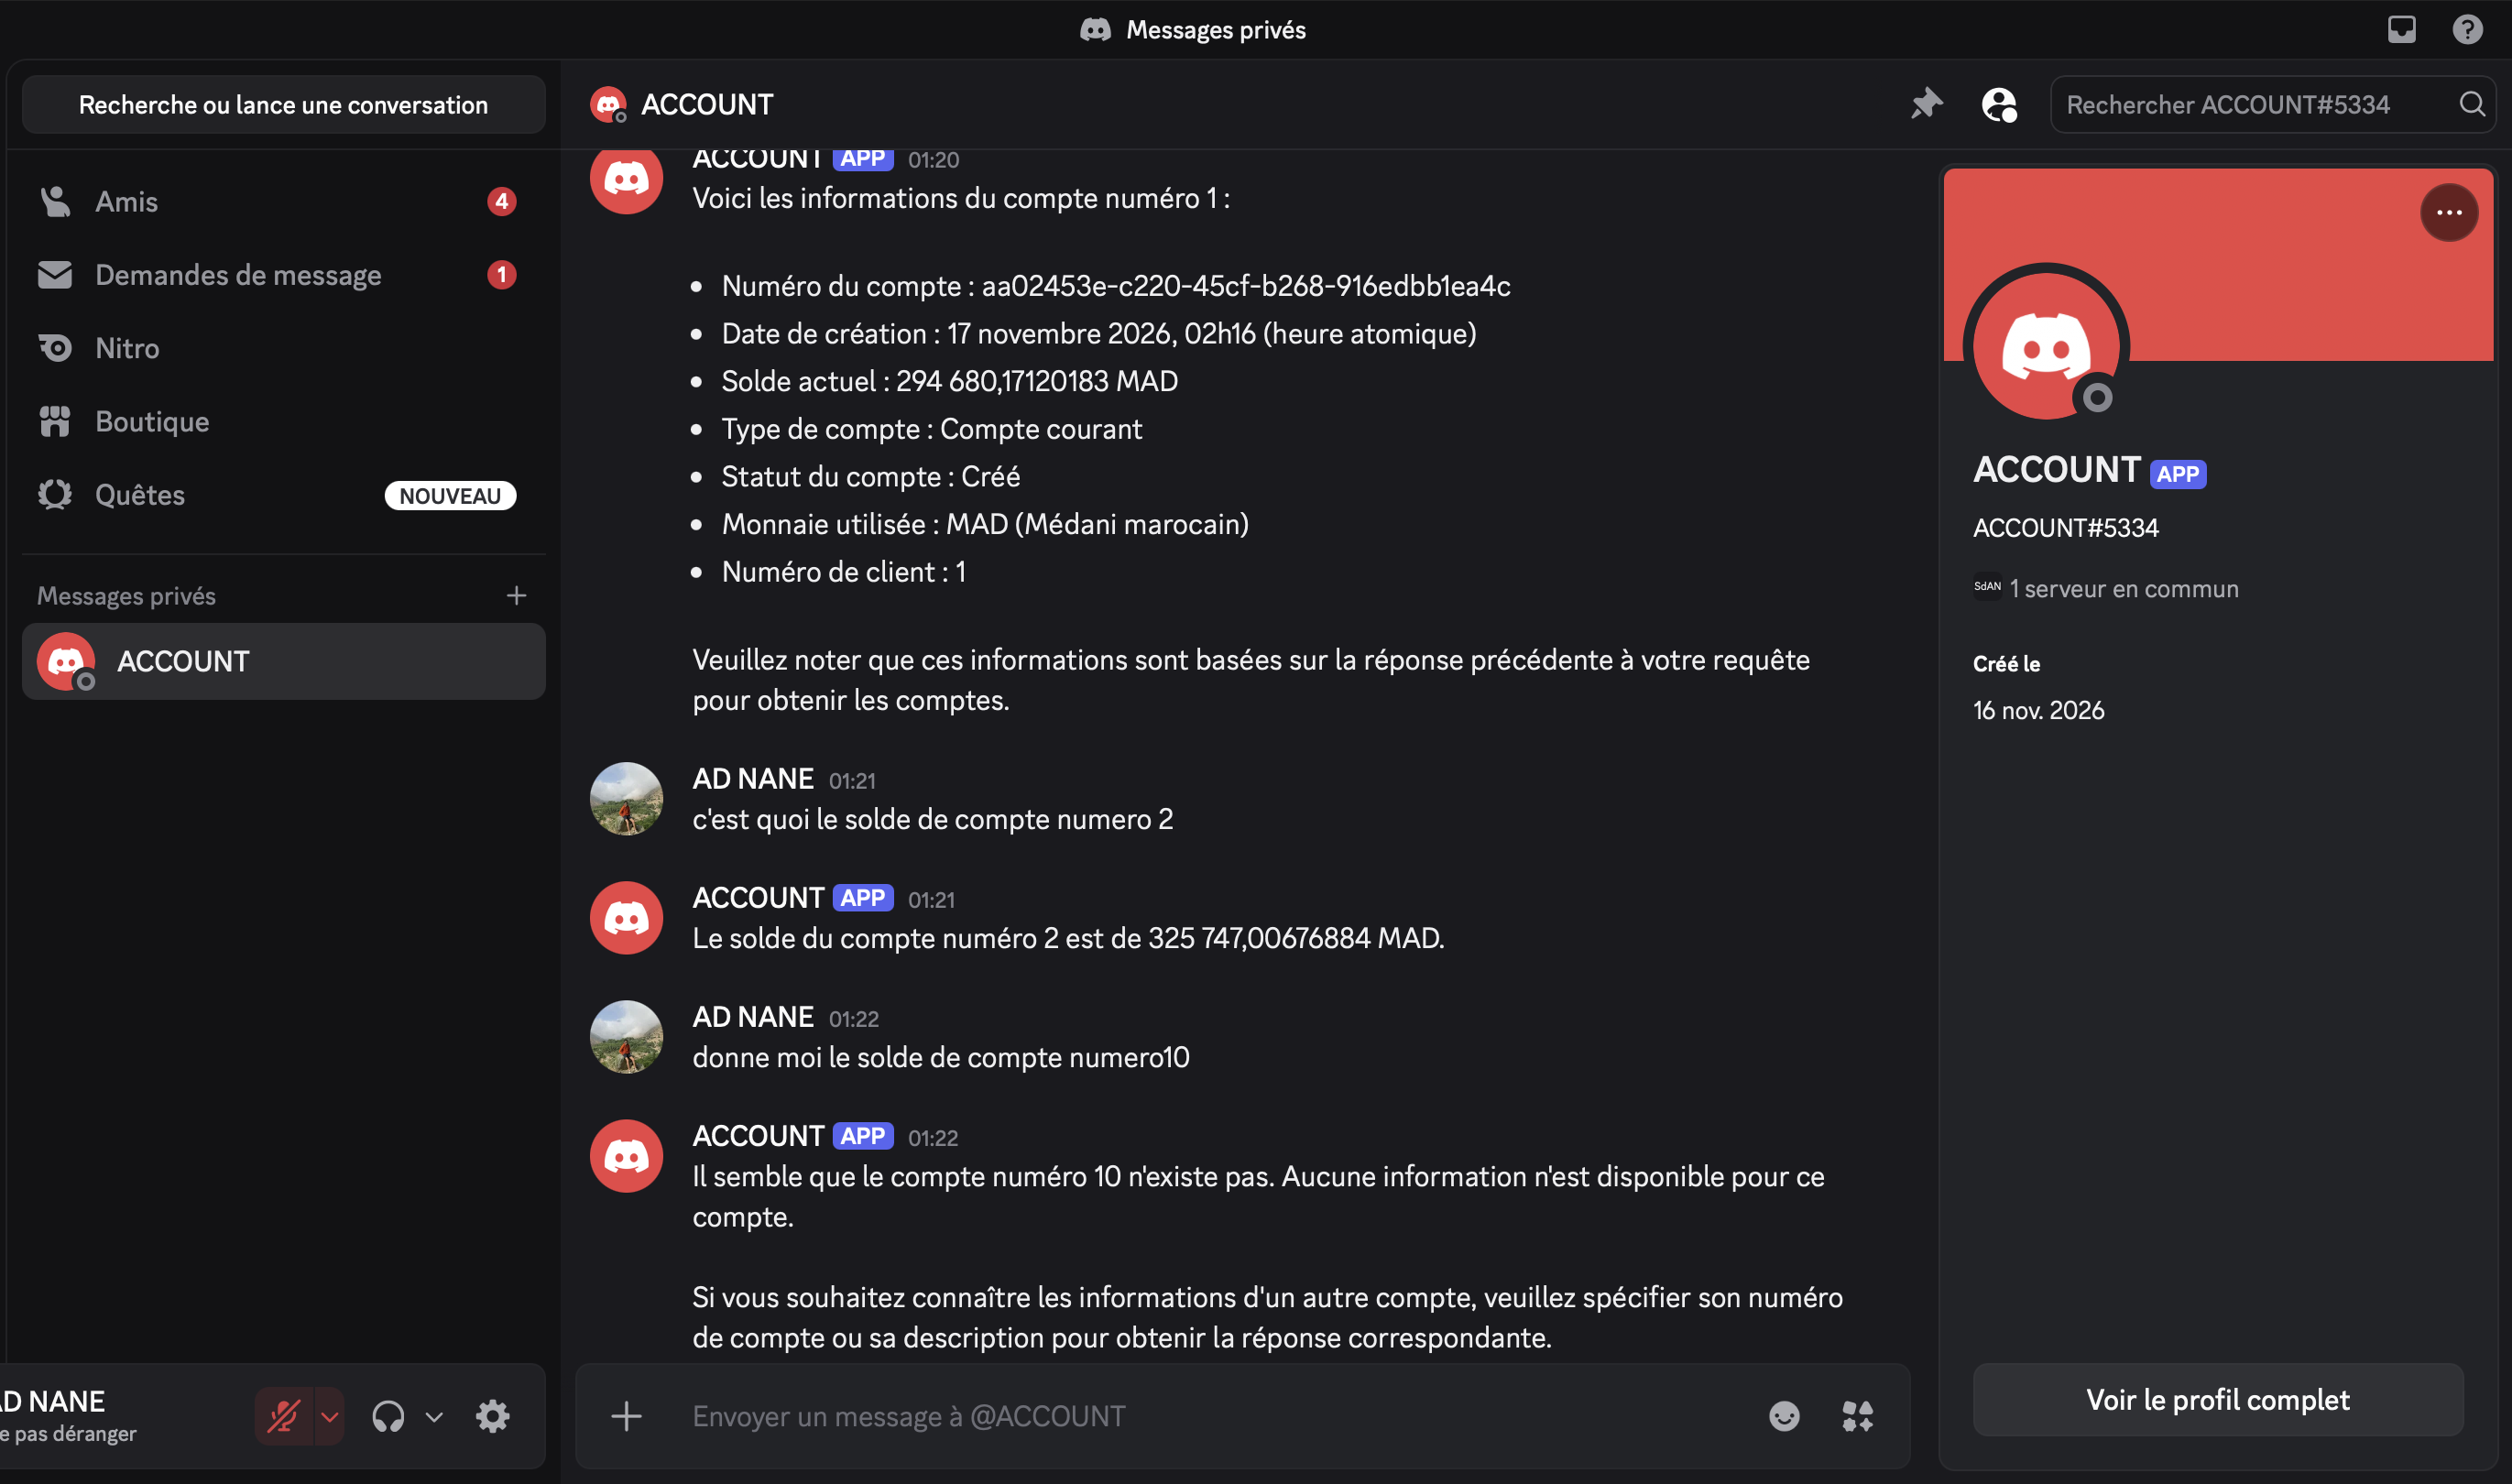 Messages privés
Recherche ou lance une conversation
Amis
4
Demandes de message
1
Nitro
Boutique
Quêtes
NOUVEAU
Messages privés
ACCOUNT
AD NANE
e pas déranger
ACCOUNT
Rechercher ACCOUNT#5334
ACCOUNT APP 01:20
Voici les informations du compte numéro 1 :
• Numéro du compte : aa02453e-c220-45cf-b268-916edbb1ea4c
• Date de création : 17 novembre 2026, 02h16 (heure atomique)
• Solde actuel : 294 680,17120183 MAD
• Type de compte : Compte courant
• Statut du compte : Créé
• Monnaie utilisée : MAD (Médani marocain)
• Numéro de client : 1
Veuillez noter que ces informations sont basées sur la réponse précédente à votre requête
pour obtenir les comptes.
AD NANE 01:21
c'est quoi le solde de compte numero 2
ACCOUNT APP 01:21
Le solde du compte numéro 2 est de 325 747,00676884 MAD.
AD NANE 01:22
donne moi le solde de compte numero10
ACCOUNT APP 01:22
Il semble que le compte numéro 10 n'existe pas. Aucune information n'est disponible pour ce
compte.
Si vous souhaitez connaître les informations d'un autre compte, veuillez spécifier son numéro
de compte ou sa description pour obtenir la réponse correspondante.
Envoyer un message à @ACCOUNT
ACCOUNT APP
ACCOUNT#5334
SdAN 1 serveur en commun
Créé le
16 nov. 2026
Voir le profil complet